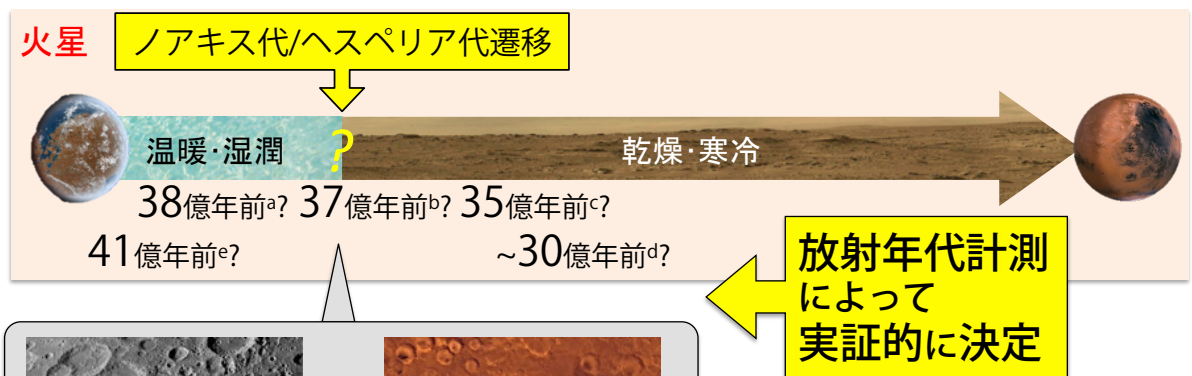 火星
ノアキス代/ヘスペリア代遷移
温暖・湿潤
?
乾燥・寒冷
38億年前a? 37億年前b? 35億年前c?
41億年前e?
~30億年前d?
放射年代計測
によって
実証的に決定